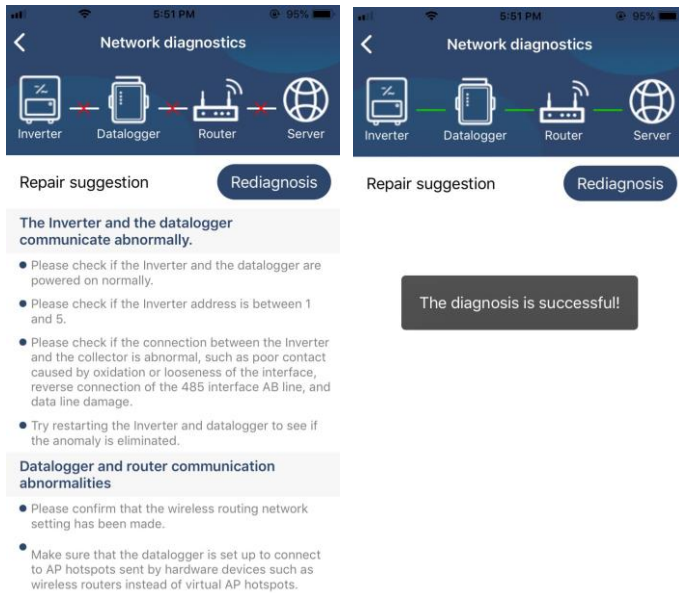 5:51 PM
95%
Network diagnostics
Inverter Datalogger Router Server
Repair suggestion Rediagnosis
The Inverter and the datalogger
communicate abnormally.
Please check if the Inverter and the datalogger are
powered on normally.
Please check if the Inverter address is between 1
and 5.
Please check if the connection between the Inverter
and the collector is abnormal, such as poor contact
caused by oxidation or looseness of the interface,
reverse connection of the 485 interface AB line, and
data line damage.
Try restarting the Inverter and datalogger to see if
the anomaly is eliminated.
Datalogger and router communication
abnormalities
Please confirm that the wireless routing network
setting has been made.
Make sure that the datalogger is set up to connect
to AP hotspots sent by hardware devices such as
wireless routers instead of virtual AP hotspots.
5:51 PM
95%
Network diagnostics
Inverter Datalogger Router Server
Repair suggestion Rediagnosis
The diagnosis is successful!